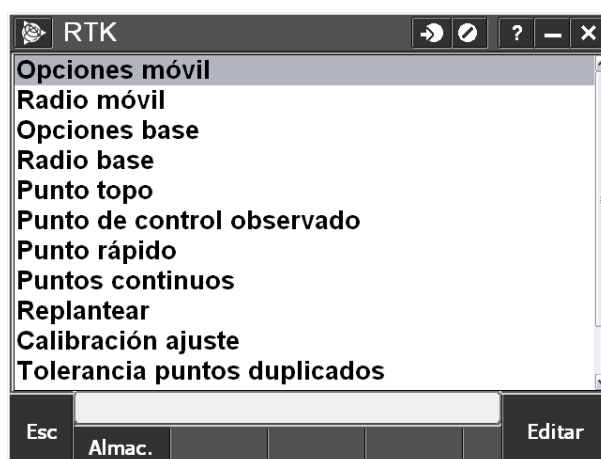 RTK
?
Opciones móvil
Radio móvil
Opciones base
Radio base
Punto topo
Punto de control observado
Punto rápido
Puntos continuos
Replantear
Calibración ajuste
Tolerancia puntos duplicados
Esc
Almac.
Editar